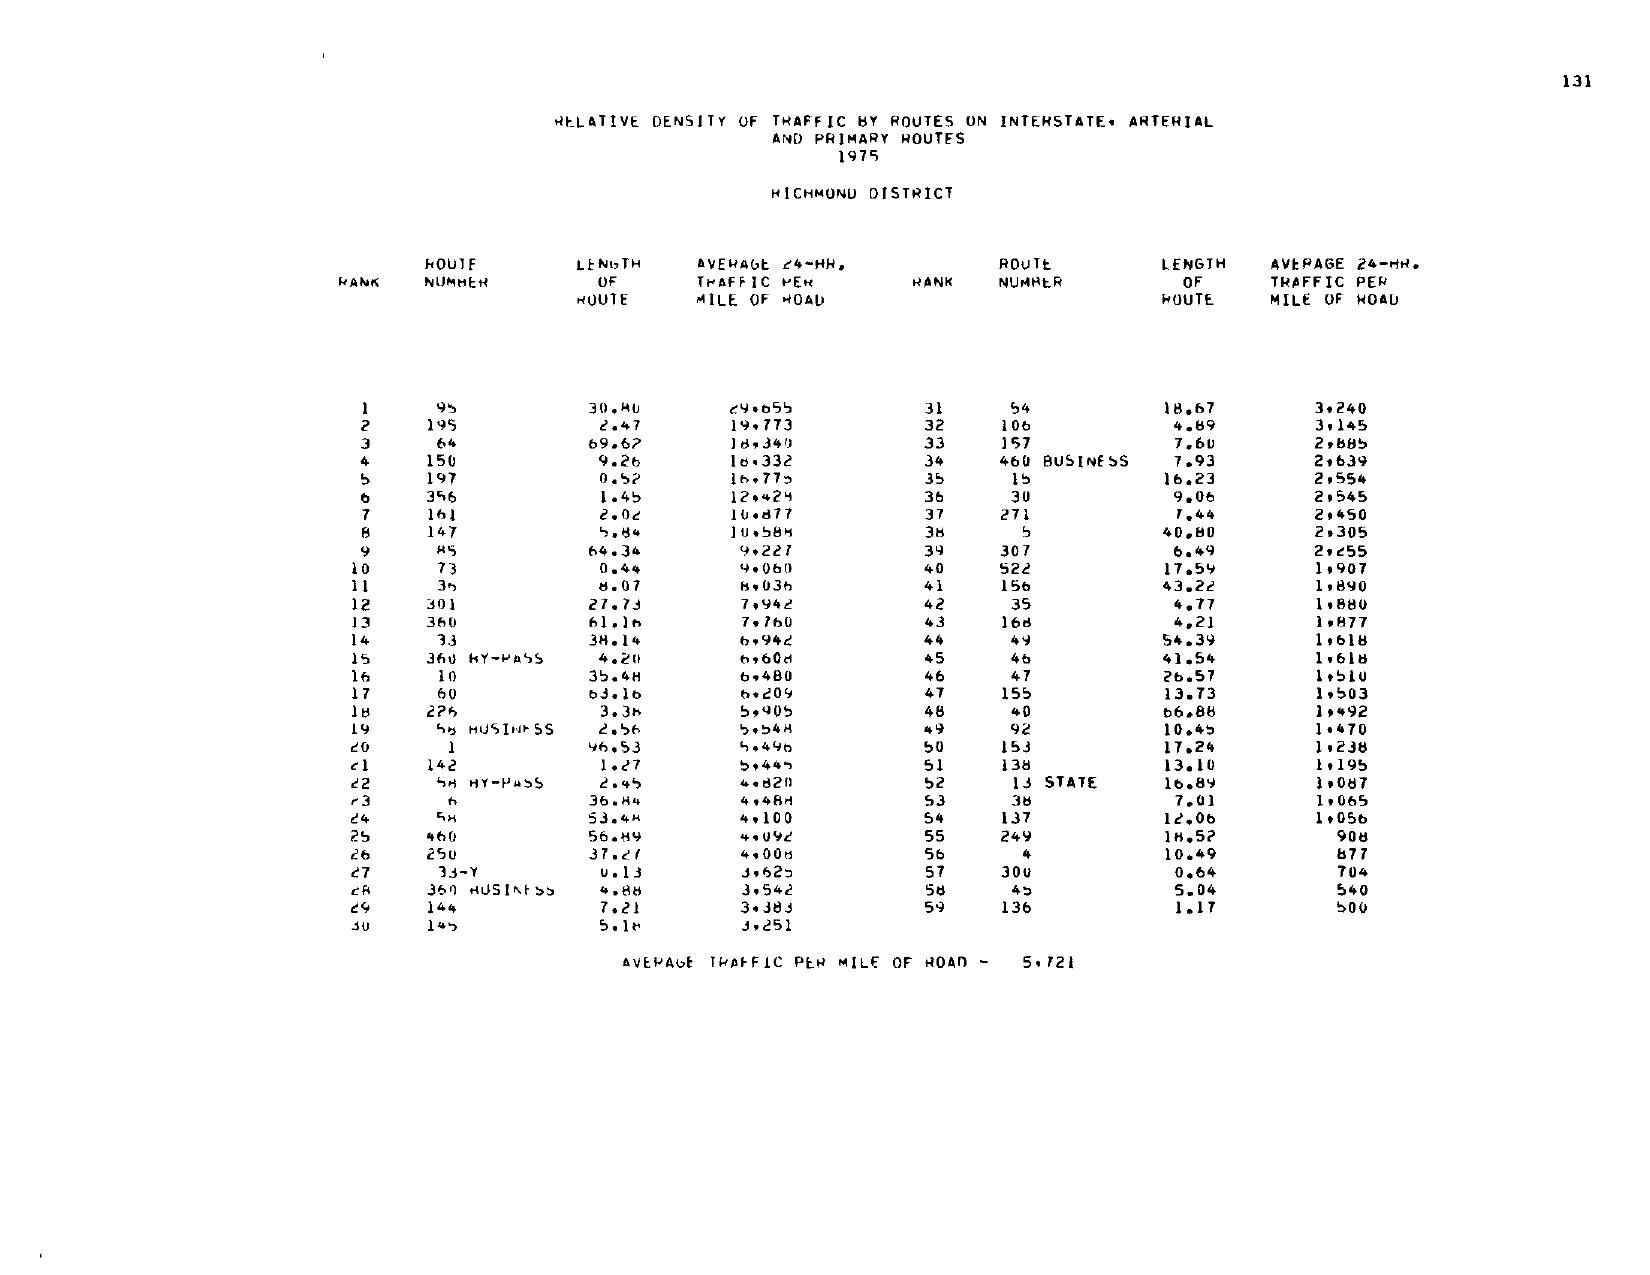 131
RELATIVE DENSITY OF TRAFFIC BY ROUTES ON INTERSTATE, ARTERIAL
AND PRIMARY ROUTES
1975
RICHMOND DISTRICT
ROUTE LENGTH AVERAGE 24-HR. ROUTE LENGTH AVERAGE 24-HR.
RANK NUMBER OF TRAFFIC PER RANK NUMBER OF TRAFFIC PER
ROUTE MILE OF ROAD ROUTE MILE OF ROAD
1 95 30.80 29,655 31 54 18.67 3,240
2 195 2.47 19,773 32 106 4.89 3,145
3 64 69.62 18,340 33 157 7.60 2,885
4 150 9.26 18,332 34 460 BUSINESS 7.93 2,639
5 197 0.52 16,775 35 15 16.23 2,554
6 356 1.45 12,428 36 30 9.06 2,545
7 161 2.02 10,877 37 271 7.44 2,450
8 147 5.84 10,588 38 5 40.80 2,305
9 85 64.34 9,227 39 307 6.49 2,255
10 73 0.44 9,060 40 522 17.59 1,907
11 36 8.07 8,036 41 156 43.22 1,890
12 301 27.73 7,942 42 35 4.77 1,880
13 360 61.16 7,760 43 168 4.21 1,877
14 33 38.14 6,942 44 49 54.39 1,618
15 360 BY-PASS 4.20 6,608 45 46 41.54 1,618
16 10 35.48 6,480 46 47 26.57 1,510
17 60 63.16 6,209 47 155 13.73 1,503
18 226 3.38 5,905 48 40 66.88 1,492
19 58 BUSINESS 2.56 5,548 49 92 10.45 1,470
20 1 96.53 5,496 50 153 17.24 1,238
21 142 1.27 5,445 51 138 13.10 1,195
22 58 BY-PASS 2.45 4,820 52 13 STATE 16.89 1,087
23 6 36.84 4,488 53 38 7.01 1,065
24 58 53.48 4,100 54 137 12.06 1,056
25 460 56.89 4,092 55 249 18.52 908
26 250 37.27 4,008 56 4 10.49 877
27 33-Y 0.13 3,625 57 300 0.64 704
28 360 BUSINESS 4.88 3,542 58 45 5.04 540
29 144 7.21 3,383 59 136 1.17 500
30 145 5.18 3,251
AVERAGE TRAFFIC PER MILE OF ROAD - 5,721